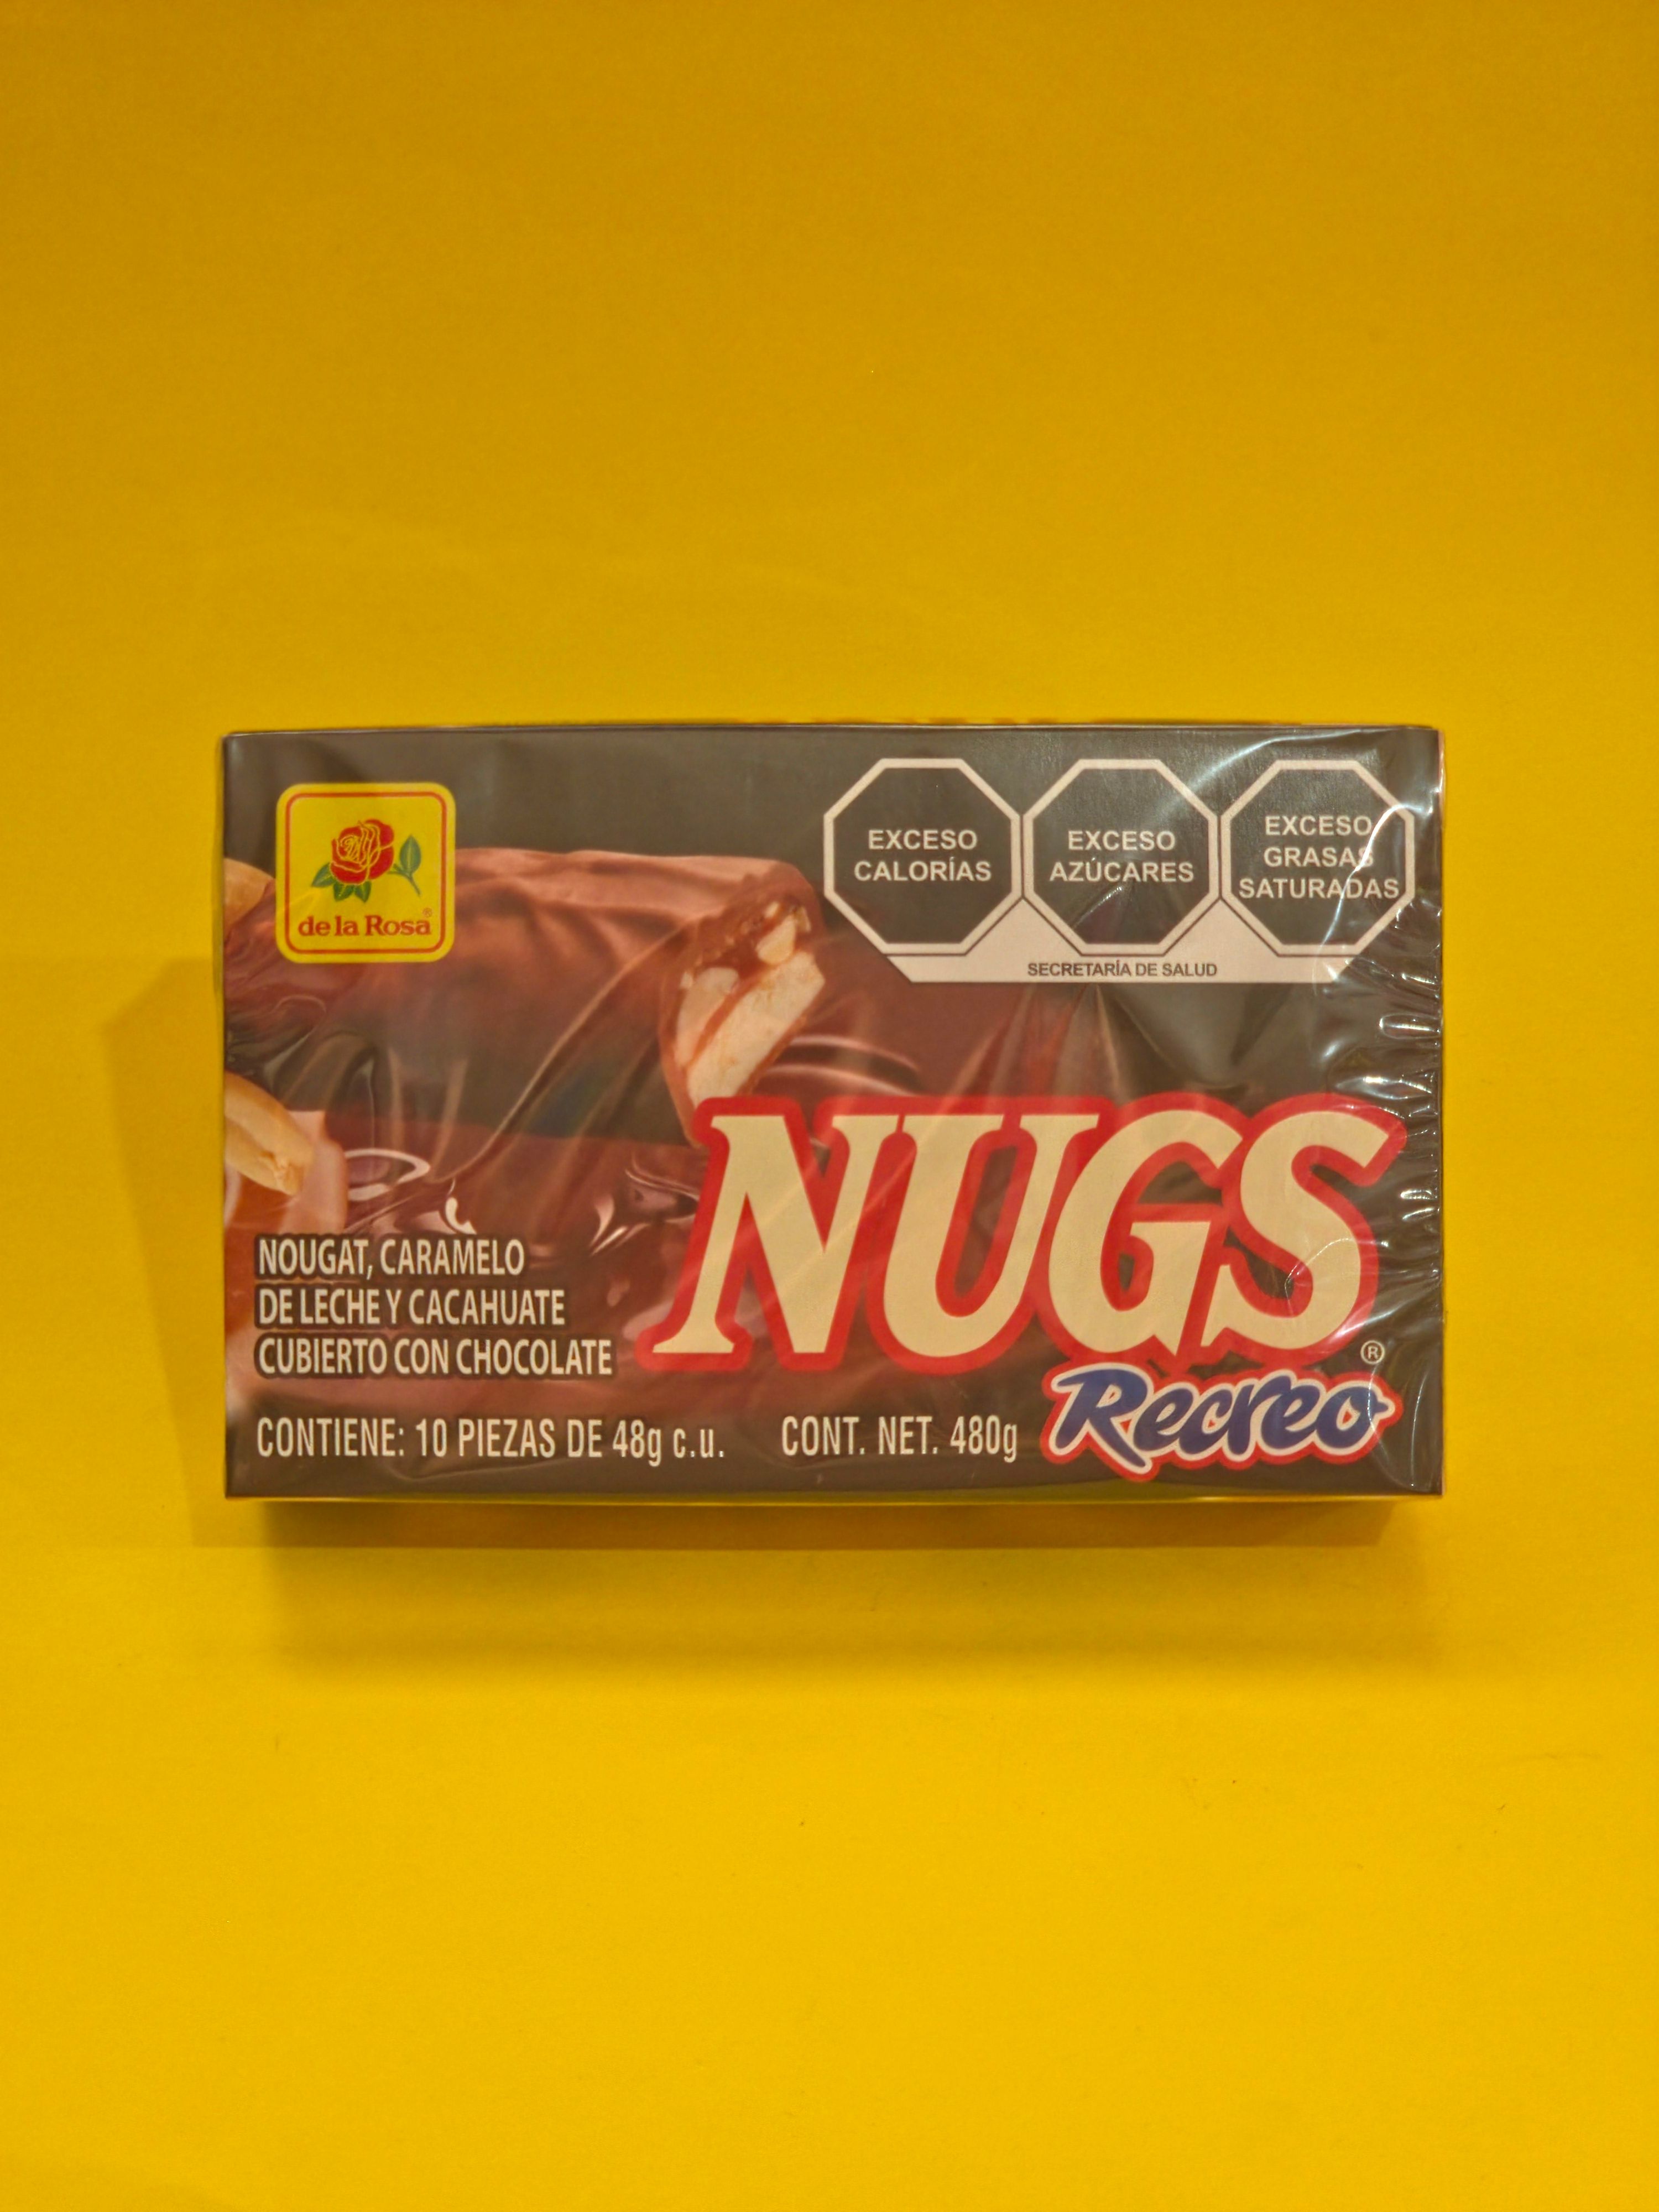 de la Rosa®
EXCESO
CALORÍAS
EXCESO
AZÚCARES
EXCESO
GRASAS
SATURADAS
SECRETARÍA DE SALUD
NUGS®
Recreo
NOUGAT, CARAMELO
DE LECHE Y CACAHUATE
CUBIERTO CON CHOCOLATE
CONTIENE: 10 PIEZAS DE 48g c.u.
CONT. NET. 480g